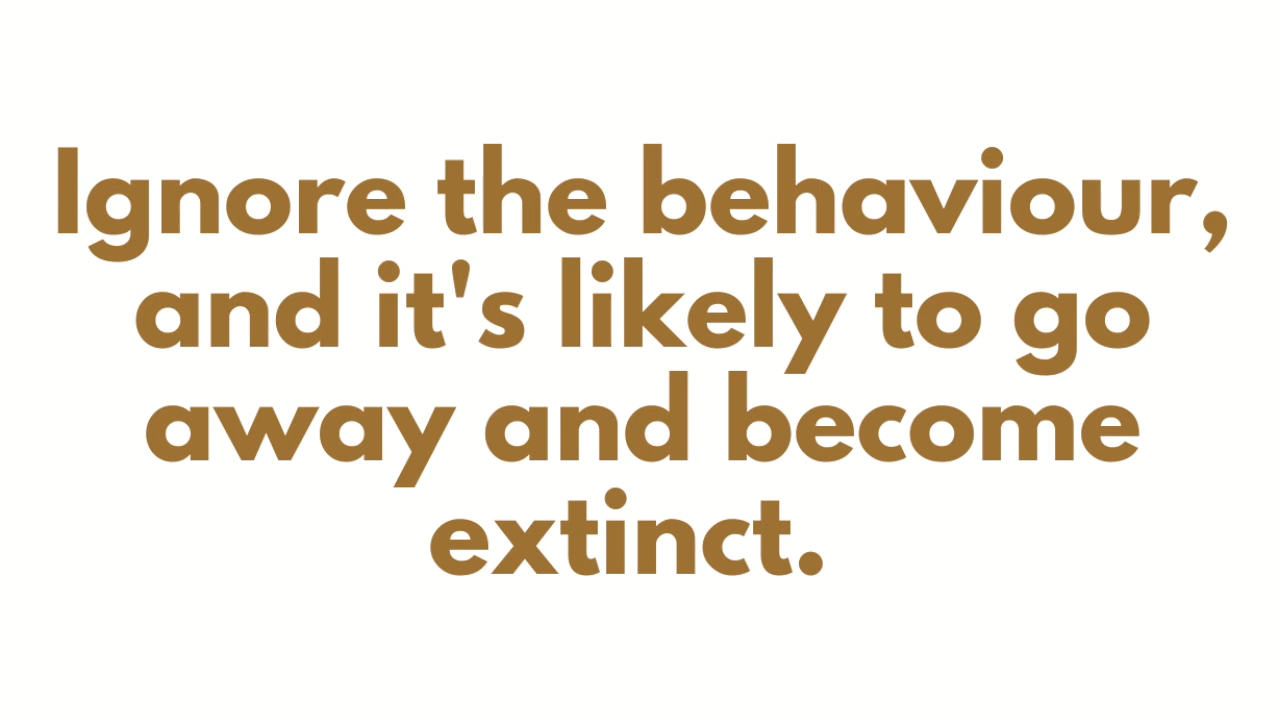 Ignore the behaviour,
and it's likely to go
away and become
extinct.